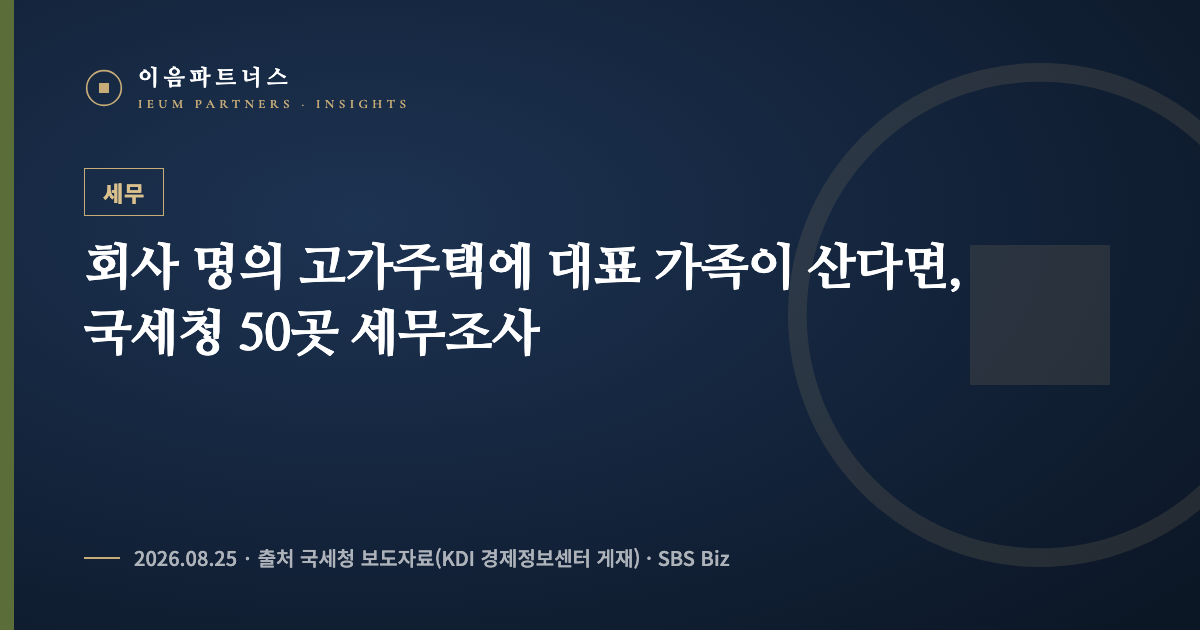 이음파트너스
IEUM PARTNERS · INSIGHTS
세무
회사 명의 고가주택에 대표 가족이 산다면,
국세청 50곳 세무조사
2026.08.25 · 출처 국세청 보도자료(KDI 경제정보센터 게재) · SBS Biz